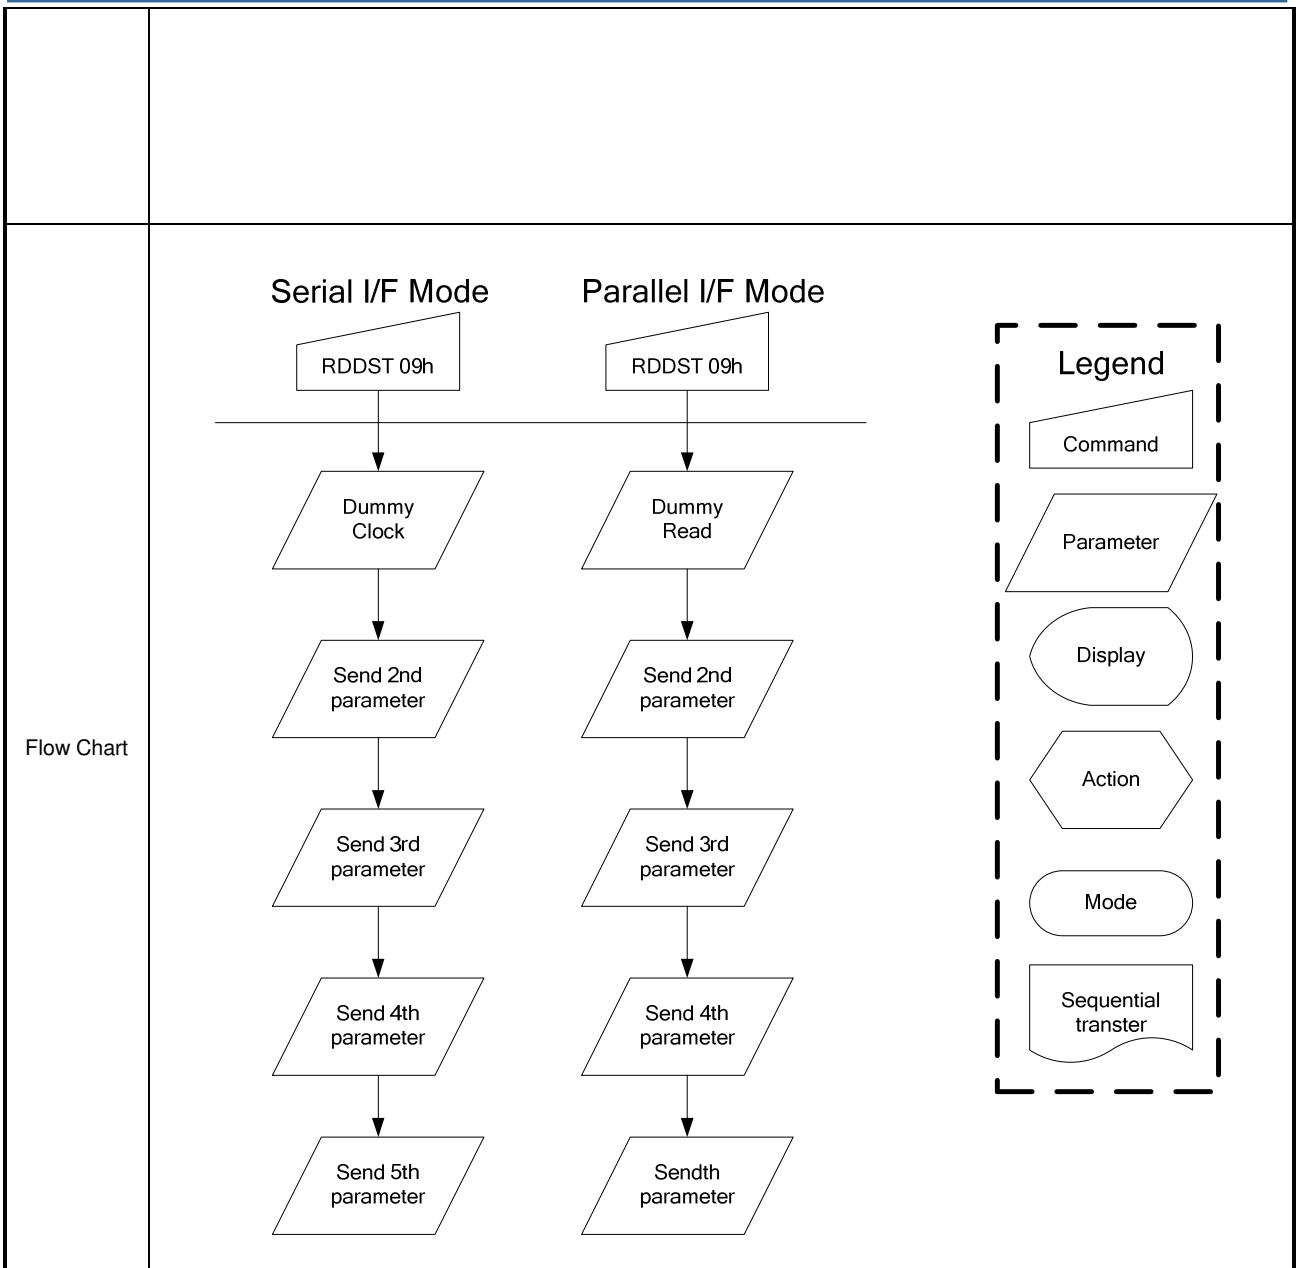 Flow Chart
Serial I/F Mode
RDDST 09h
Dummy
Clock
Send 2nd
parameter
Send 3rd
parameter
Send 4th
parameter
Send 5th
parameter
Parallel I/F Mode
RDDST 09h
Dummy
Read
Send 2nd
parameter
Send 3rd
parameter
Send 4th
parameter
Sendth
parameter
Legend
Command
Parameter
Display
Action
Mode
Sequential
transter